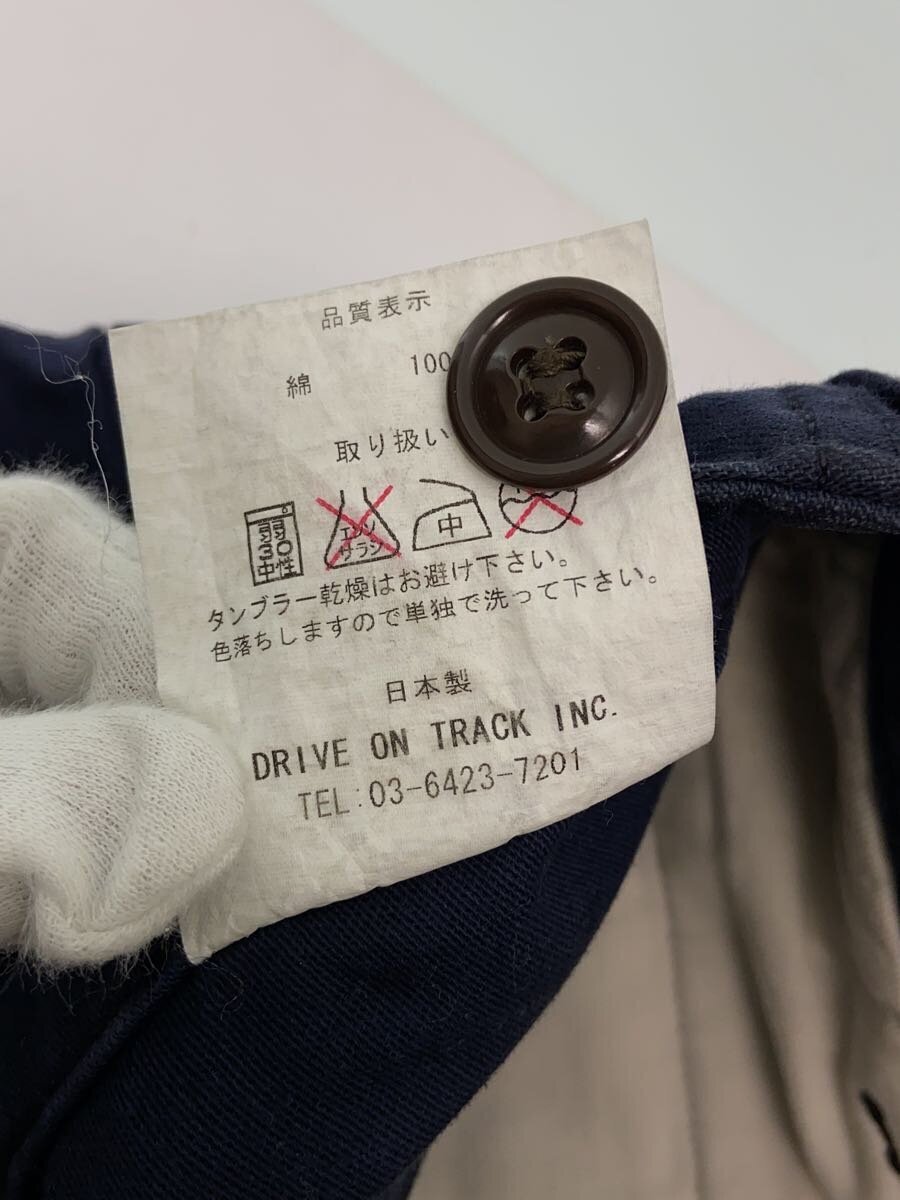 品質表示
綿 100
取り扱い
弱
30
中性
エンソ
サラシ
中
タンブラー乾燥はお避け下さい。
色落ちしますので単独で洗って下さい。
日本製
DRIVE ON TRACK INC.
TEL:03-6423-7201